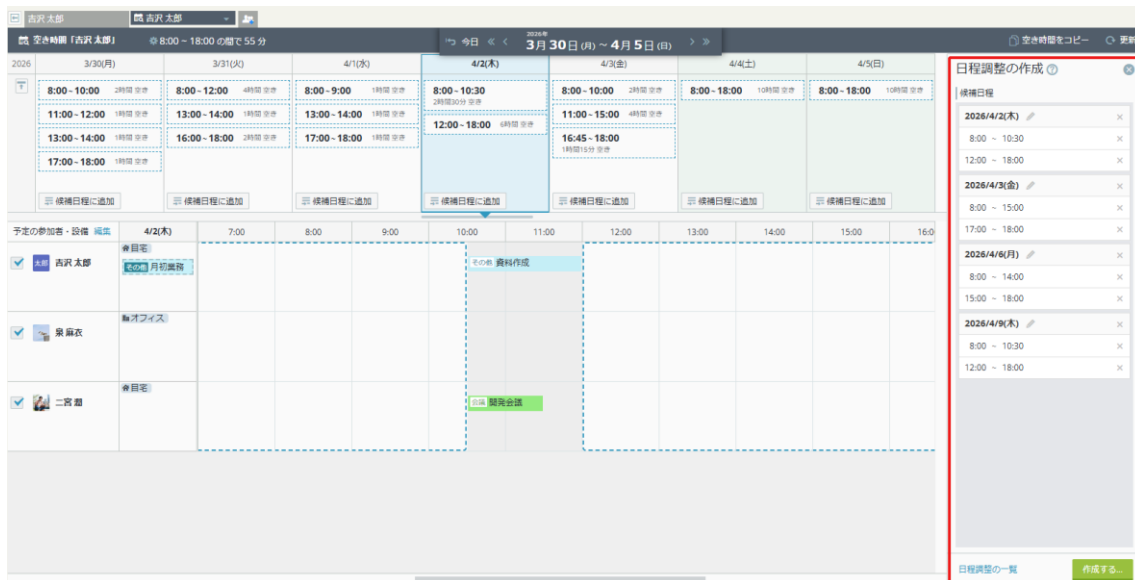 吉沢 太郎
吉沢 太郎
空き時間「吉沢 太郎」
8:00 ~ 18:00 の間で 55 分
今日
2026年
3月30日(月) ~ 4月5日(日)
空き時間をコピー
更新
2026
3/30(月)
3/31(火)
4/1(水)
4/2(木)
4/3(金)
4/4(土)
4/5(日)
8:00~10:00 2時間 空き
11:00~12:00 1時間 空き
13:00~14:00 1時間 空き
17:00~18:00 1時間 空き
候補日程に追加
8:00~12:00 4時間 空き
13:00~14:00 1時間 空き
16:00~18:00 2時間 空き
候補日程に追加
8:00~9:00 1時間 空き
13:00~14:00 1時間 空き
17:00~18:00 1時間 空き
候補日程に追加
8:00~10:30
2時間30分 空き
12:00~18:00 6時間 空き
候補日程に追加
8:00~10:00 2時間 空き
11:00~15:00 4時間 空き
16:45~18:00
1時間15分 空き
候補日程に追加
8:00~18:00 10時間 空き
候補日程に追加
8:00~18:00 10時間 空き
候補日程に追加
予定の参加者・設備 編集
4/2(木)
7:00
8:00
9:00
10:00
11:00
12:00
13:00
14:00
15:00
16:0
太郎
吉沢 太郎
自宅
その他 月初業務
その他 資料作成
泉 麻衣
オフィス
二宮 潤
自宅
会議 開発会議
日程調整の作成
候補日程
2026/4/2(木)
8:00 ~ 10:30
12:00 ~ 18:00
2026/4/3(金)
8:00 ~ 15:00
17:00 ~ 18:00
2026/4/6(月)
8:00 ~ 14:00
15:00 ~ 18:00
2026/4/9(木)
8:00 ~ 10:30
12:00 ~ 18:00
日程調整の一覧
作成する...